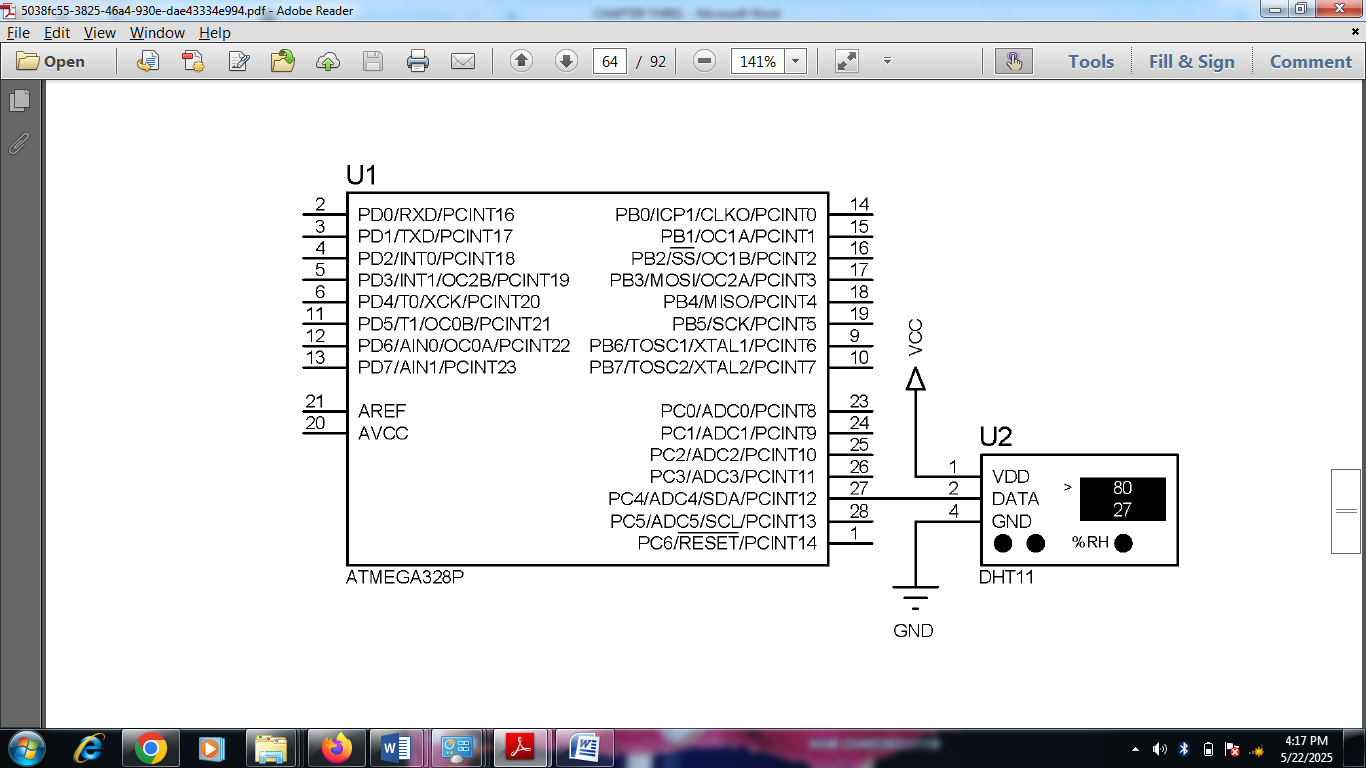 5038fc55-3825-46a4-930e-dae43334e994.pdf - Adobe Reader
File Edit View Window Help
Open 64 / 92 141% Tools Fill & Sign Comment
U1
2 PD0/RXD/PCINT16 PB0/ICP1/CLKO/PCINT0 14
3 PD1/TXD/PCINT17 PB1/OC1A/PCINT1 15
4 PD2/INT0/PCINT18 PB2/SS/OC1B/PCINT2 16
5 PD3/INT1/OC2B/PCINT19 PB3/MOSI/OC2A/PCINT3 17
6 PD4/T0/XCK/PCINT20 PB4/MISO/PCINT4 18
11 PD5/T1/OC0B/PCINT21 PB5/SCK/PCINT5 19
12 PD6/AIN0/OC0A/PCINT22 PB6/TOSC1/XTAL1/PCINT6 9
13 PD7/AIN1/PCINT23 PB7/TOSC2/XTAL2/PCINT7 10
VCC
21 AREF PC0/ADC0/PCINT8 23
20 AVCC PC1/ADC1/PCINT9 24
PC2/ADC2/PCINT10 25
PC3/ADC3/PCINT11 26
PC4/ADC4/SDA/PCINT12 27
PC5/ADC5/SCL/PCINT13 28
PC6/RESET/PCINT14 1
ATMEGA328P
U2
1 VDD > 80
2 DATA 27
4 GND
%RH
DHT11
GND
4:17 PM
5/22/2025